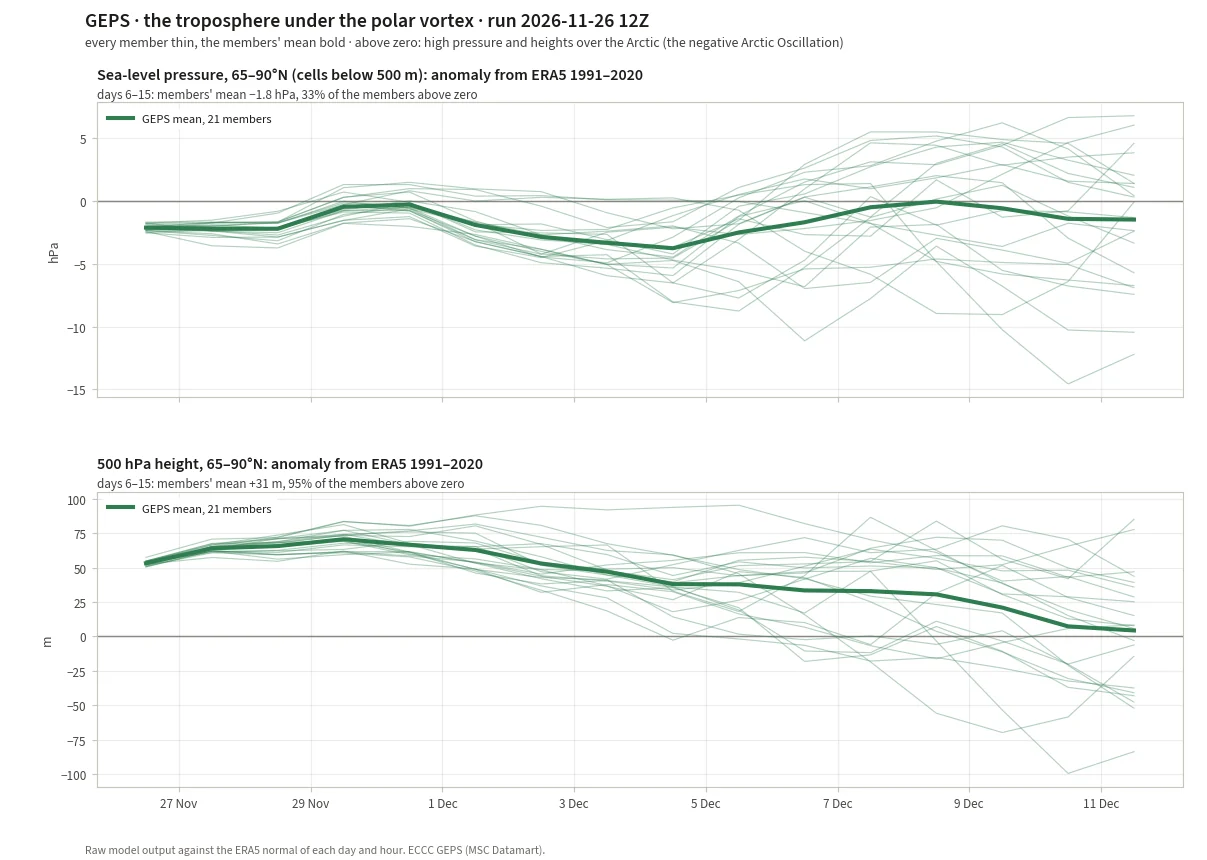 GEPS · the troposphere under the polar vortex · run 2026-11-26 12Z
every member thin, the members' mean bold · above zero: high pressure and heights over the Arctic (the negative Arctic Oscillation)
Sea-level pressure, 65–90°N (cells below 500 m): anomaly from ERA5 1991–2020
days 6–15: members' mean −1.8 hPa, 33% of the members above zero
GEPS mean, 21 members
5
0
−5
−10
−15
hPa
500 hPa height, 65–90°N: anomaly from ERA5 1991–2020
days 6–15: members' mean +31 m, 95% of the members above zero
GEPS mean, 21 members
100
75
50
25
0
−25
−50
−75
−100
m
27 Nov
29 Nov
1 Dec
3 Dec
5 Dec
7 Dec
9 Dec
11 Dec
Raw model output against the ERA5 normal of each day and hour. ECCC GEPS (MSC Datamart).